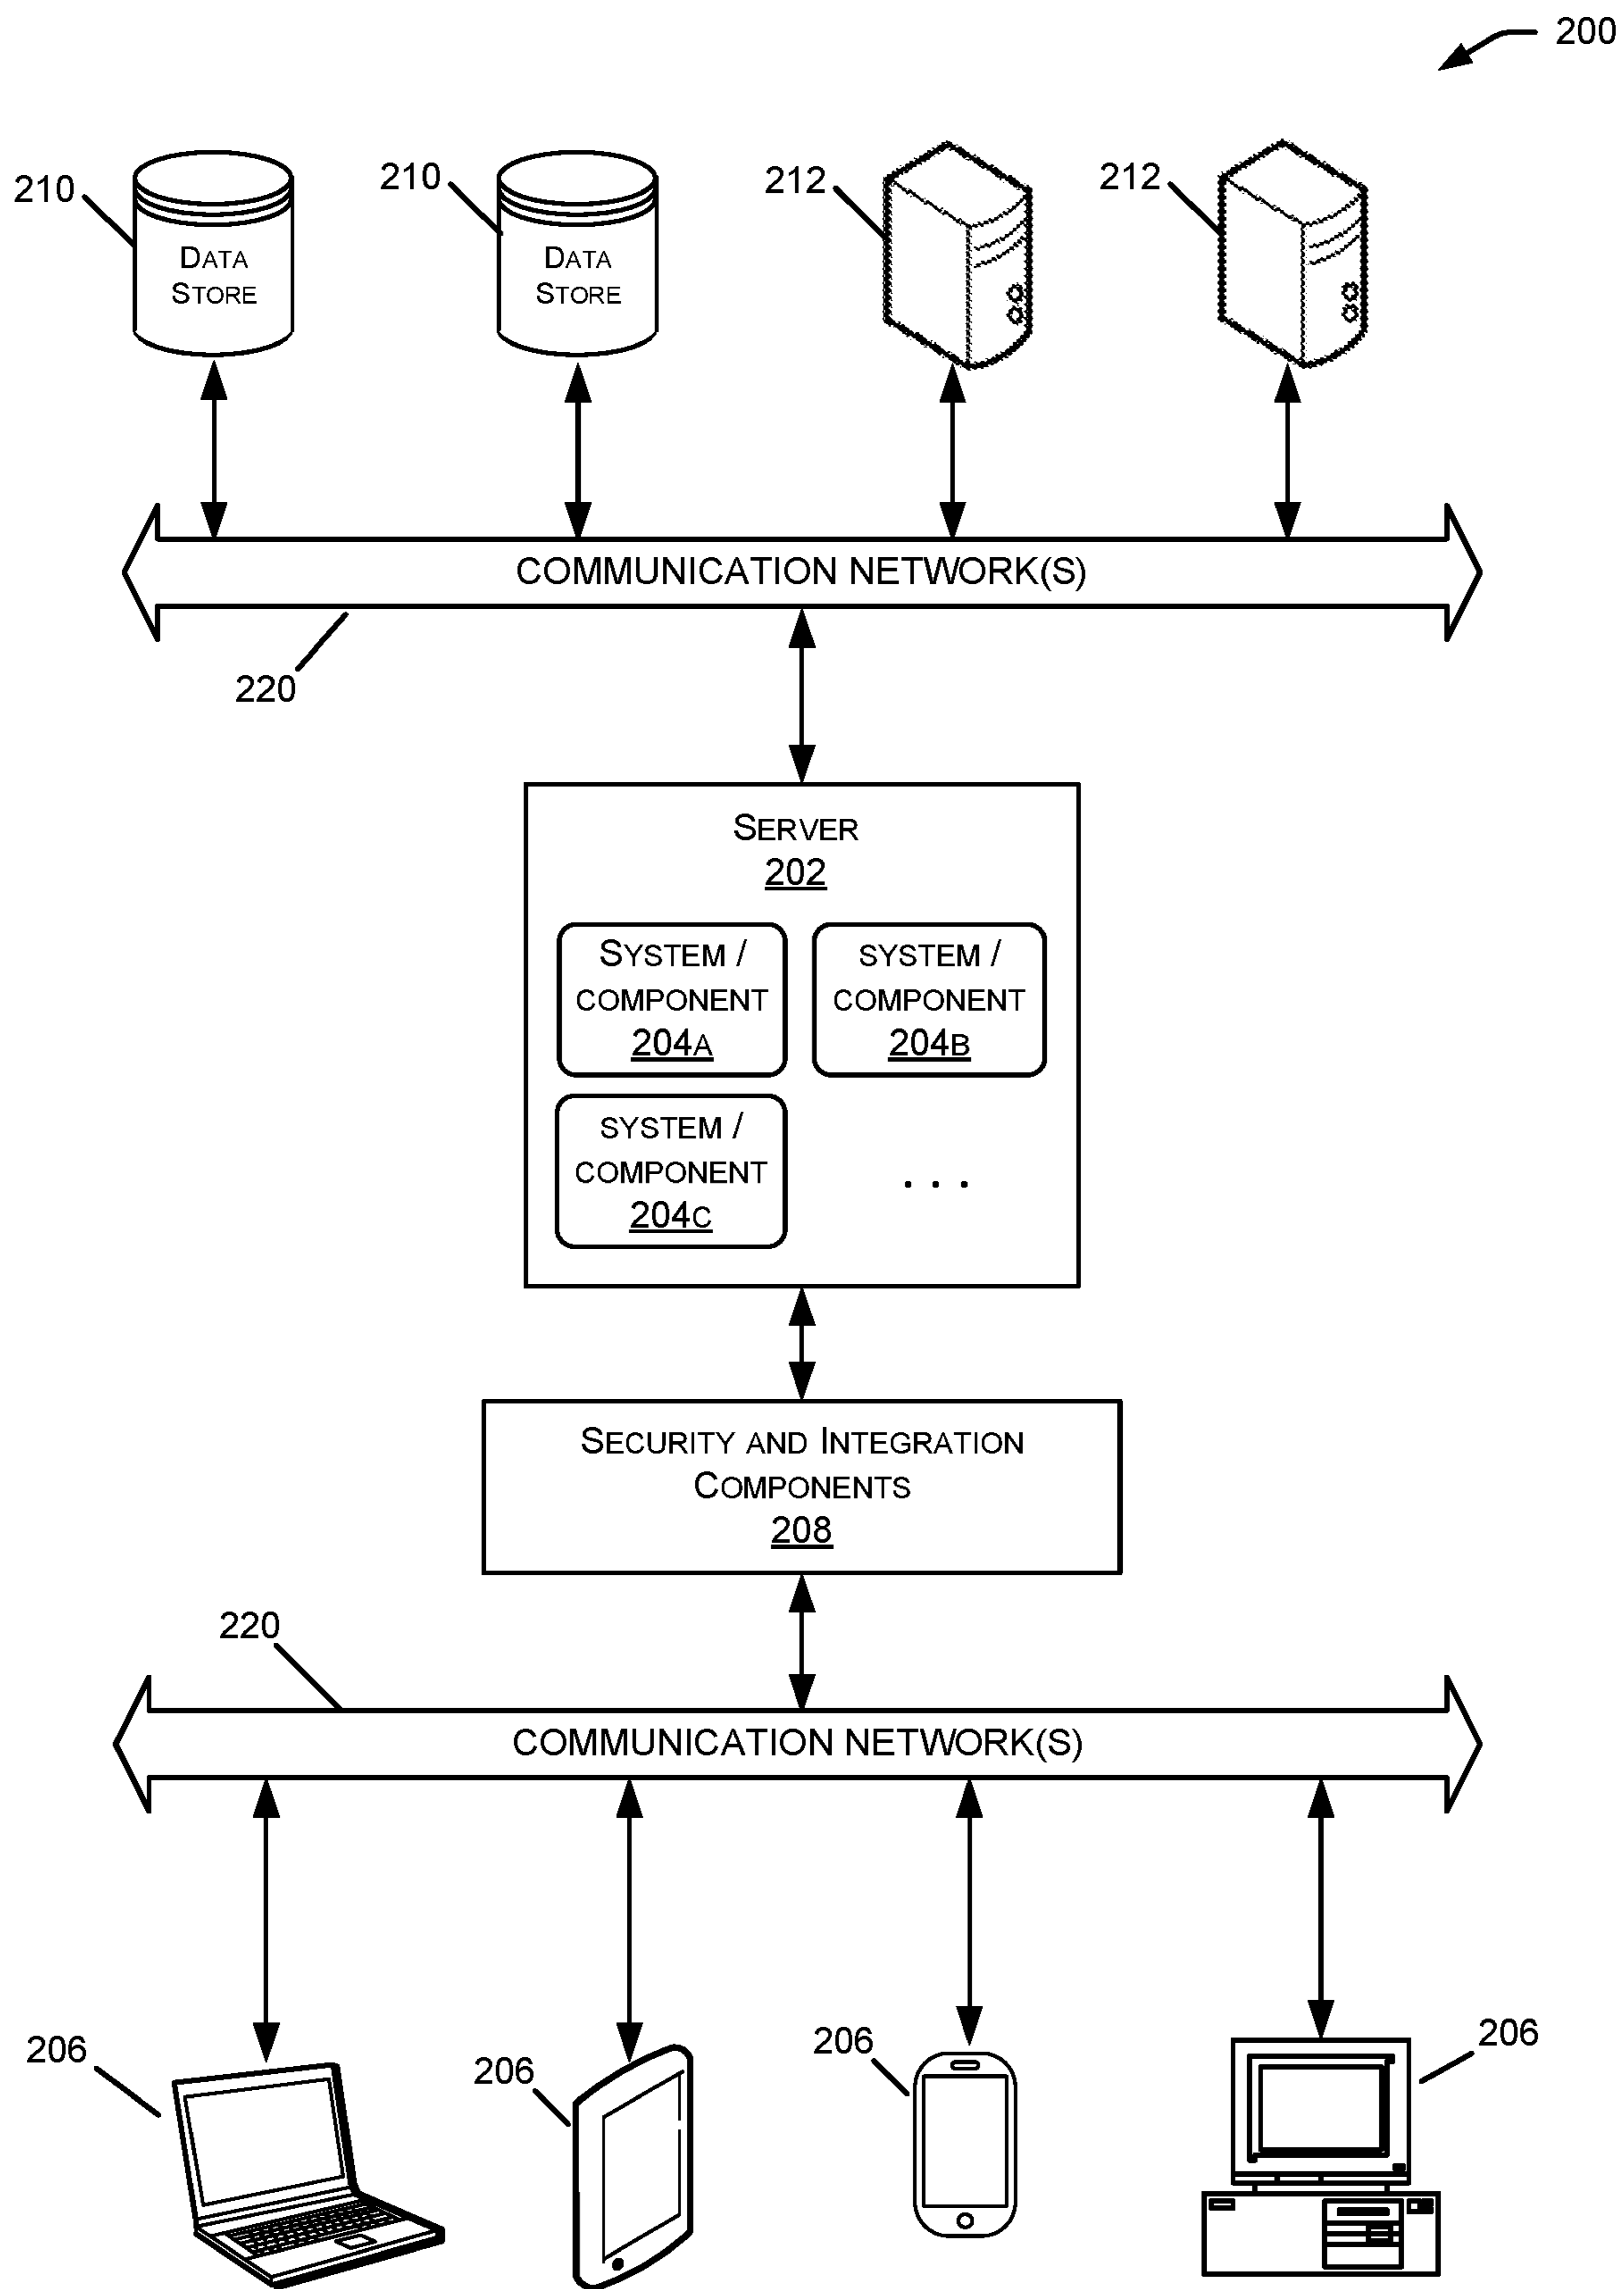 200
210
210
212
212
DATA
STORE
DATA
STORE
COMMUNICATION NETWORK(S)
220
SERVER
202
SYSTEM /
COMPONENT
204A
SYSTEM /
COMPONENT
204B
SYSTEM /
COMPONENT
204C
. . .
SECURITY AND INTEGRATION
COMPONENTS
208
220
COMMUNICATION NETWORK(S)
206
206
206
206